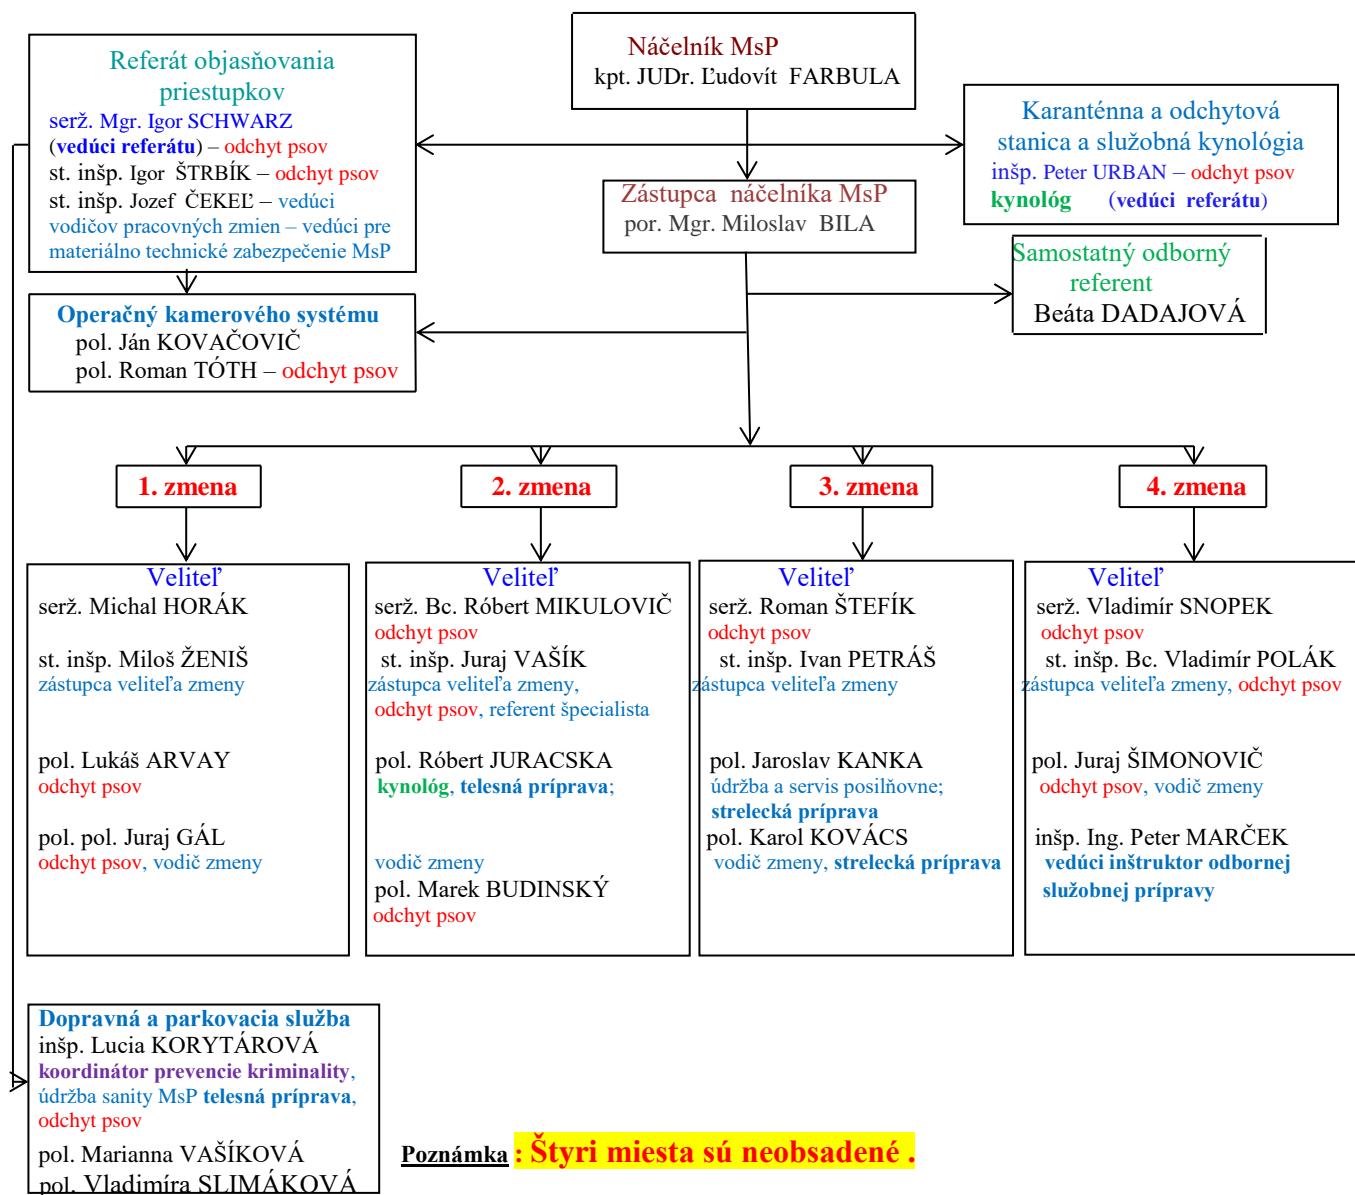 Náčelník MsP
kpt. JUDr. Ľudovít FARBULA
Referát objasňovania
priestupkov
serž. Mgr. Igor SCHWARZ
(vedúci referátu) – odchyt psov
st. inšp. Igor ŠTRBÍK – odchyt psov
st. inšp. Jozef ČEKEĽ – vedúci
vodičov pracovných zmien – vedúci pre
materiálno technické zabezpečenie MsP
Karanténna a odchytová
stanica a služobná kynológia
inšp. Peter URBAN – odchyt psov
kynológ (vedúci referátu)
Zástupca náčelníka MsP
por. Mgr. Miloslav BILA
Samostatný odborný
referent
Beáta DADAJOVÁ
Operačný kamerového systému
pol. Ján KOVAČOVIČ
pol. Roman TÓTH – odchyt psov
1. zmena
2. zmena
3. zmena
4. zmena
Veliteľ
serž. Michal HORÁK
st. inšp. Miloš ŽENIŠ
zástupca veliteľa zmeny
pol. Lukáš ARVAY
odchyt psov
pol. pol. Juraj GÁL
odchyt psov, vodič zmeny
Veliteľ
serž. Bc. Róbert MIKULOVIČ
odchyt psov
st. inšp. Juraj VAŠÍK
zástupca veliteľa zmeny,
odchyt psov, referent špecialista
pol. Róbert JURACSKA
kynológ, telesná príprava;
vodič zmeny
pol. Marek BUDINSKÝ
odchyt psov
Veliteľ
serž. Roman ŠTEFÍK
odchyt psov
st. inšp. Ivan PETRÁŠ
zástupca veliteľa zmeny
pol. Jaroslav KANKA
údržba a servis posilňovne;
strelecká príprava
pol. Karol KOVÁCS
vodič zmeny, strelecká príprava
Veliteľ
serž. Vladimír SNOPEK
odchyt psov
st. inšp. Bc. Vladimír POLÁK
zástupca veliteľa zmeny, odchyt psov
pol. Juraj ŠIMONOVIČ
odchyt psov, vodič zmeny
inšp. Ing. Peter MARČEK
vedúci inštruktor odbornej
služobnej prípravy
Dopravná a parkovacia služba
inšp. Lucia KORYTÁROVÁ
koordinátor prevencie kriminality,
údržba sanity MsP telesná príprava,
odchyt psov
pol. Marianna VAŠÍKOVÁ
pol. Vladimíra SLIMÁKOVÁ
Poznámka : Štyri miesta sú neobsadené .